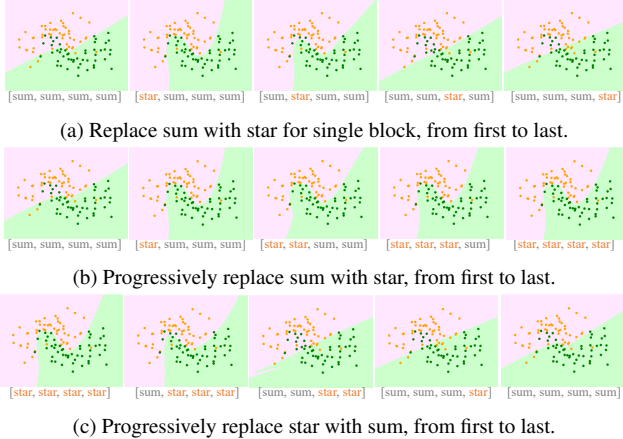 [sum, sum, sum, sum] [star, sum, sum, sum] [sum, star, sum, sum] [sum, sum, star, sum] [sum, sum, sum, star]
(a) Replace sum with star for single block, from first to last.
[sum, sum, sum, sum] [star, sum, sum, sum] [star, star, sum, sum] [star, star, star, sum] [star, star, star, star]
(b) Progressively replace sum with star, from first to last.
[star, star, star, star] [sum, star, star, star] [sum, sum, star, star] [sum, sum, sum, star] [sum, sum, sum, sum]
(c) Progressively replace star with sum, from first to last.